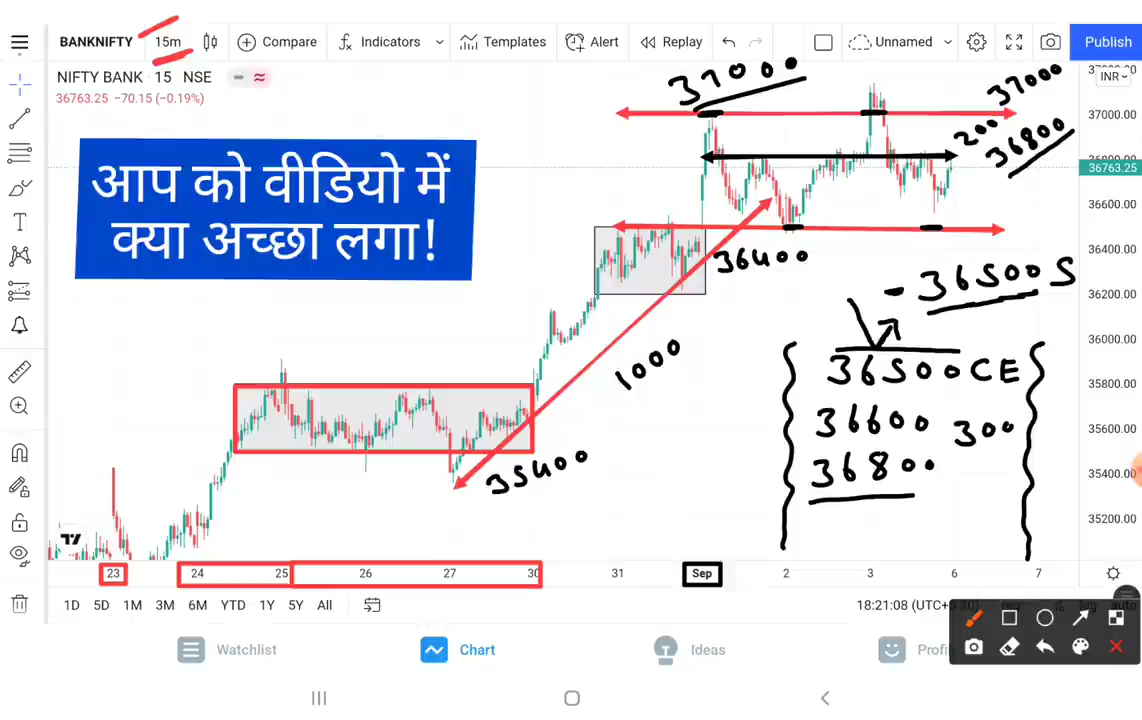 BANKNIFTY 15m Compare Indicators Templates Alert Replay Unnamed Publish
NIFTY BANK 15 NSE
36763.25 −70.15 (−0.19%)
INR
37000
37000
37000.00
200
36800
36763.25
आप को वीडियो में
क्या अच्छा लगा!
36600.00
36400
36400.00
- 36500 S
36200.00
36000.00
1000
36500 CE
35800.00
36600 300
35600.00
36800
35400
35400.00
35200.00
23 24 25 26 27 30 31 Sep 2 3 6 7
1D 5D 1M 3M 6M YTD 1Y 5Y All 18:21:08
Watchlist Chart Ideas